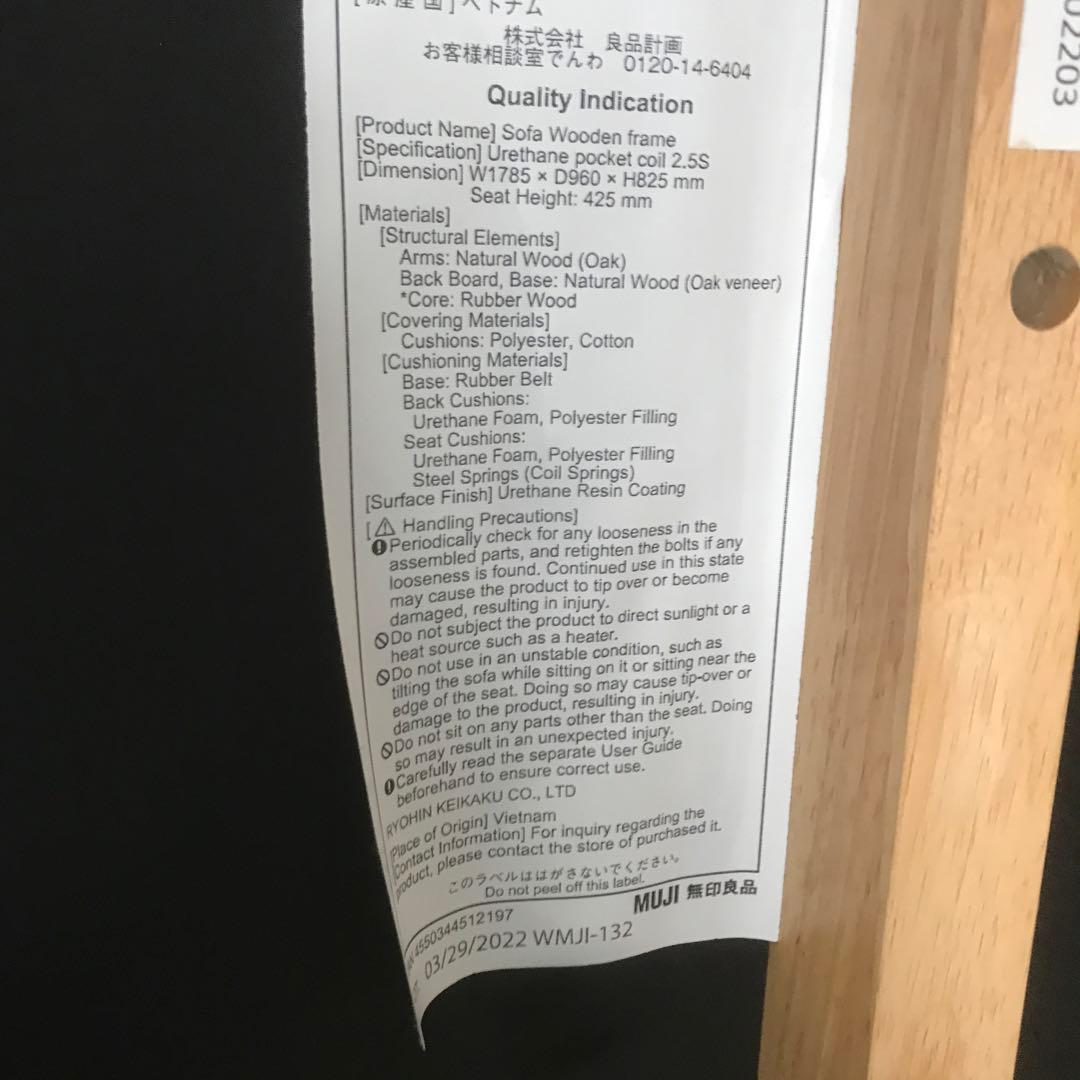 [原産国] ベトナム
株式会社 良品計画
お客様相談室でんわ 0120-14-6404
Quality Indication
[Product Name] Sofa Wooden frame
[Specification] Urethane pocket coil 2.5S
[Dimension] W1785 × D960 × H825 mm
Seat Height: 425 mm
[Materials]
[Structural Elements]
Arms: Natural Wood (Oak)
Back Board, Base: Natural Wood (Oak veneer)
*Core: Rubber Wood
[Covering Materials]
Cushions: Polyester, Cotton
[Cushioning Materials]
Base: Rubber Belt
Back Cushions:
Urethane Foam, Polyester Filling
Seat Cushions:
Urethane Foam, Polyester Filling
Steel Springs (Coil Springs)
[Surface Finish] Urethane Resin Coating
[⚠ Handling Precautions]
Periodically check for any looseness in the
assembled parts, and retighten the bolts if any
looseness is found. Continued use in this state
may cause the product to tip over or become
damaged, resulting in injury.
Do not subject the product to direct sunlight or a
heat source such as a heater.
Do not use in an unstable condition, such as
tilting the sofa while sitting on it or sitting near the
edge of the seat. Doing so may cause tip-over or
damage to the product, resulting in injury.
Do not sit on any parts other than the seat. Doing
so may result in an unexpected injury.
Carefully read the separate User Guide
beforehand to ensure correct use.
RYOHIN KEIKAKU CO., LTD
[Place of Origin] Vietnam
[Contact Information] For inquiry regarding the
product, please contact the store of purchased it.
このラベルははがさないでください。
Do not peel off this label.
MUJI 無印良品
4550344512197
03/29/2022 WMJI-132
02203